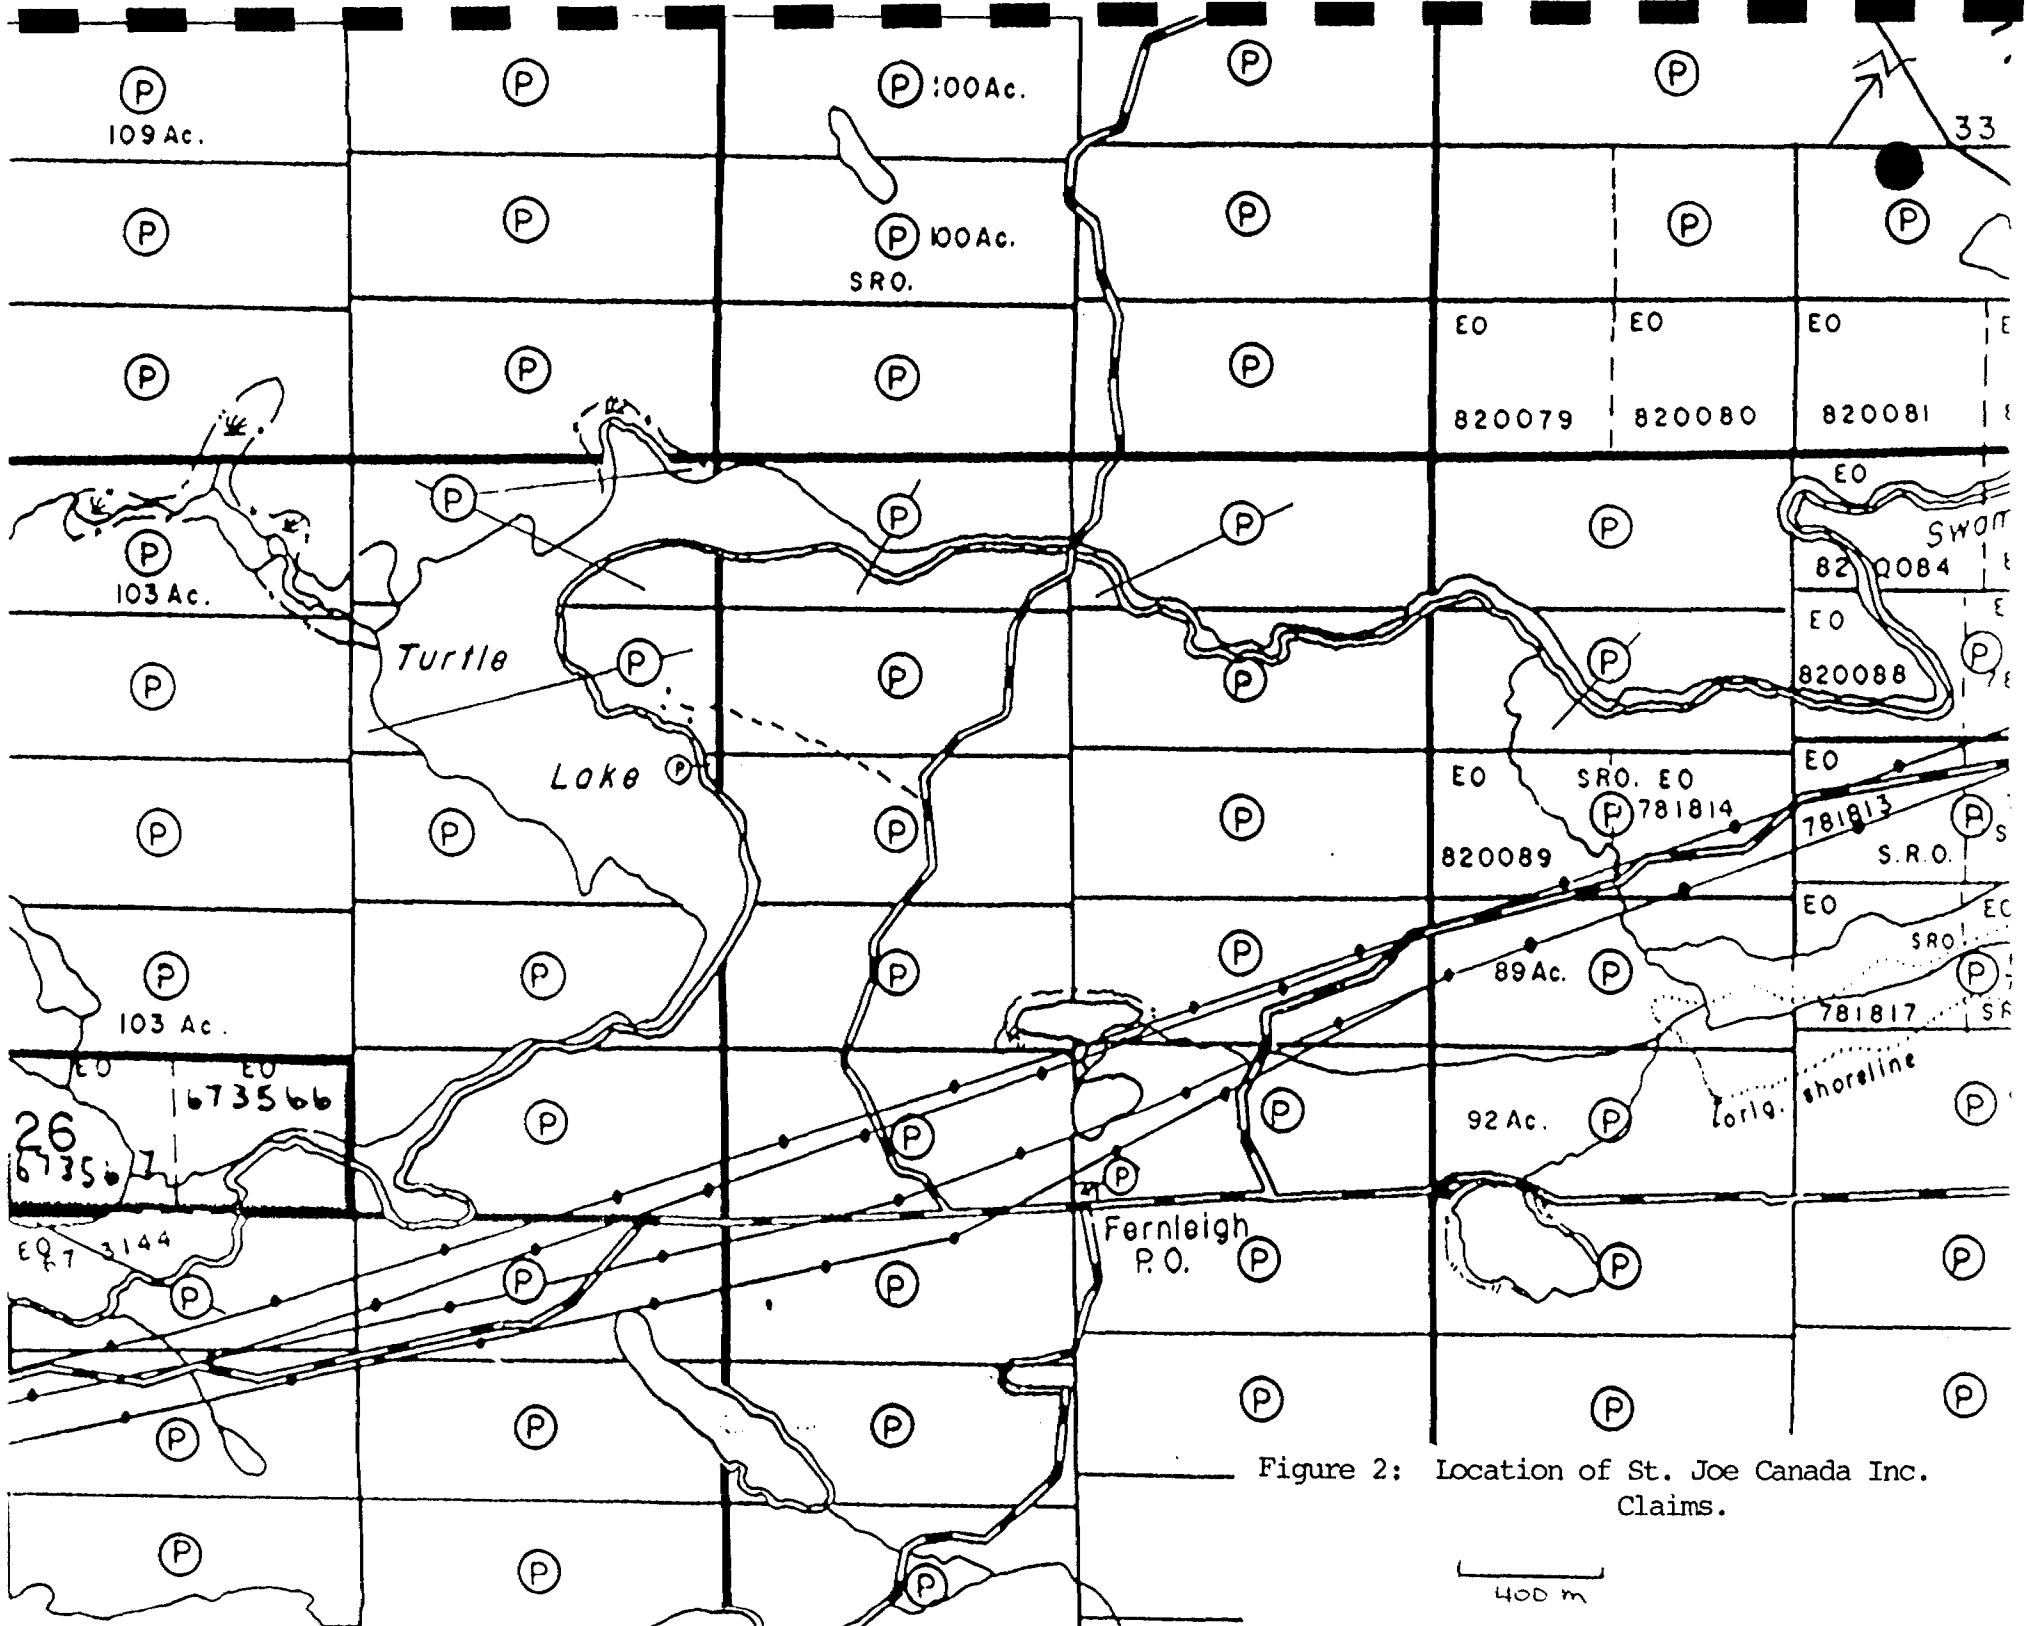 P
P
P 100 Ac.
P
P
109 Ac.
33
P
P
P 100 Ac.
P
P
P
SRO.
EO
EO
EO
P
P
P
P
820079
820080
820081
EO
P
P
P
P
Swam
P
103 Ac.
820084
EO
Turtle
P
P
P
P
P
P
820088
Lake
P
EO
SRO. EO
EO
781814
P
P
P
P
P
P
781813
820089
S.R.O.
EO
EO
SRO
P
P
P
P
89 Ac.
P
P
103 Ac.
781817
EO
EO
673566
orig. shoreline
26
P
P
P
92 Ac.
P
P
P
Fernleigh
P.O.
EO
3144
P
P
P
P
P
P
P
P
P
P
P
P
Figure 2: Location of St. Joe Canada Inc.
Claims.
P
P
P
400 m